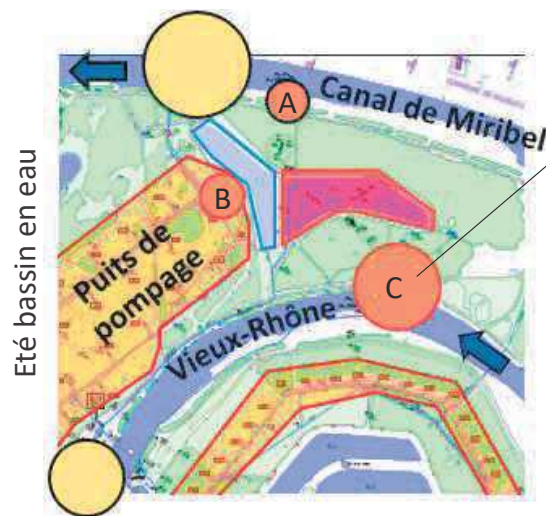 A
Canal de Miribel
B
Puits de
pompage
C
Vieux-Rhône
Eté bassin en eau